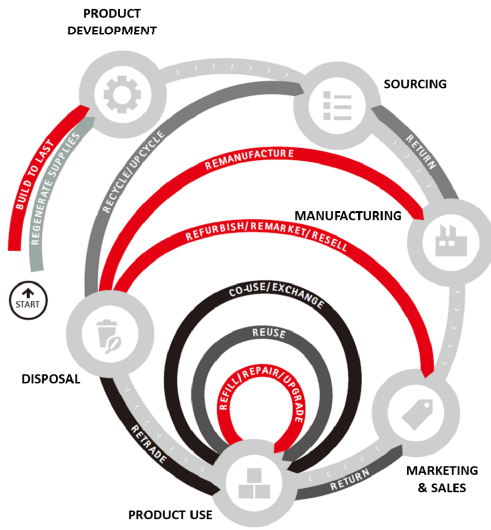 PRODUCT
DEVELOPMENT
SOURCING
BUILD TO LAST
REGENERATE SUPPLIES
RECYCLE/UPCYCLE
RETURN
REMANUFACTURE
MANUFACTURING
REFURBISH/REMARKET/RESELL
START
CO-USE/EXCHANGE
REUSE
REFILL/REPAIR/UPGRADE
DISPOSAL
RETRADE
MARKETING
& SALES
RETURN
PRODUCT USE